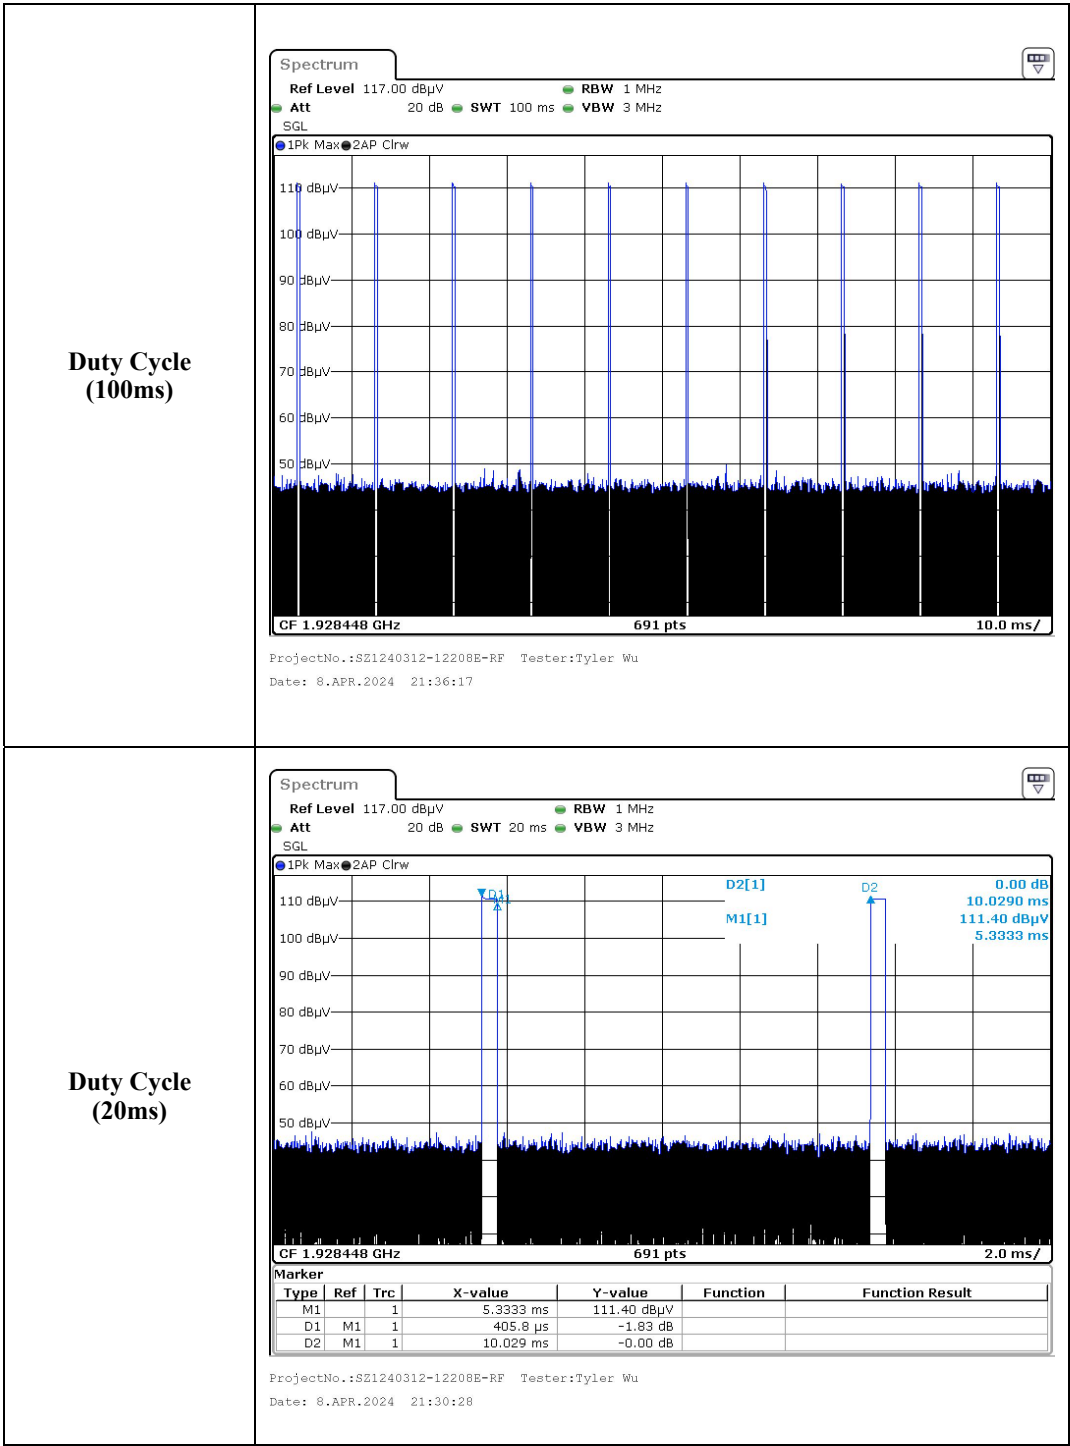 Duty Cycle
(100ms)
Spectrum
Ref Level 117.00 dBµV RBW 1 MHz
Att 20 dB SWT 100 ms VBW 3 MHz
SGL
1Pk Max 2AP Clrw
110 dBµV
100 dBµV
90 dBµV
80 dBµV
70 dBµV
60 dBµV
50 dBµV
CF 1.928448 GHz 691 pts 10.0 ms/
ProjectNo.:SZ1240312-12208E-RF Tester:Tyler Wu
Date: 8.APR.2024 21:36:17
Duty Cycle
(20ms)
Spectrum
Ref Level 117.00 dBµV RBW 1 MHz
Att 20 dB SWT 20 ms VBW 3 MHz
SGL
1Pk Max 2AP Clrw
D2[1] 0.00 dB
10.0290 ms
M1[1] 111.40 dBµV
5.3333 ms
D1
D2
110 dBµV
100 dBµV
90 dBµV
80 dBµV
70 dBµV
60 dBµV
50 dBµV
CF 1.928448 GHz 691 pts 2.0 ms/
Marker
Type Ref Trc X-value Y-value Function Function Result
M1 1 5.3333 ms 111.40 dBµV
D1 M1 1 405.8 µs -1.83 dB
D2 M1 1 10.029 ms -0.00 dB
ProjectNo.:SZ1240312-12208E-RF Tester:Tyler Wu
Date: 8.APR.2024 21:30:28